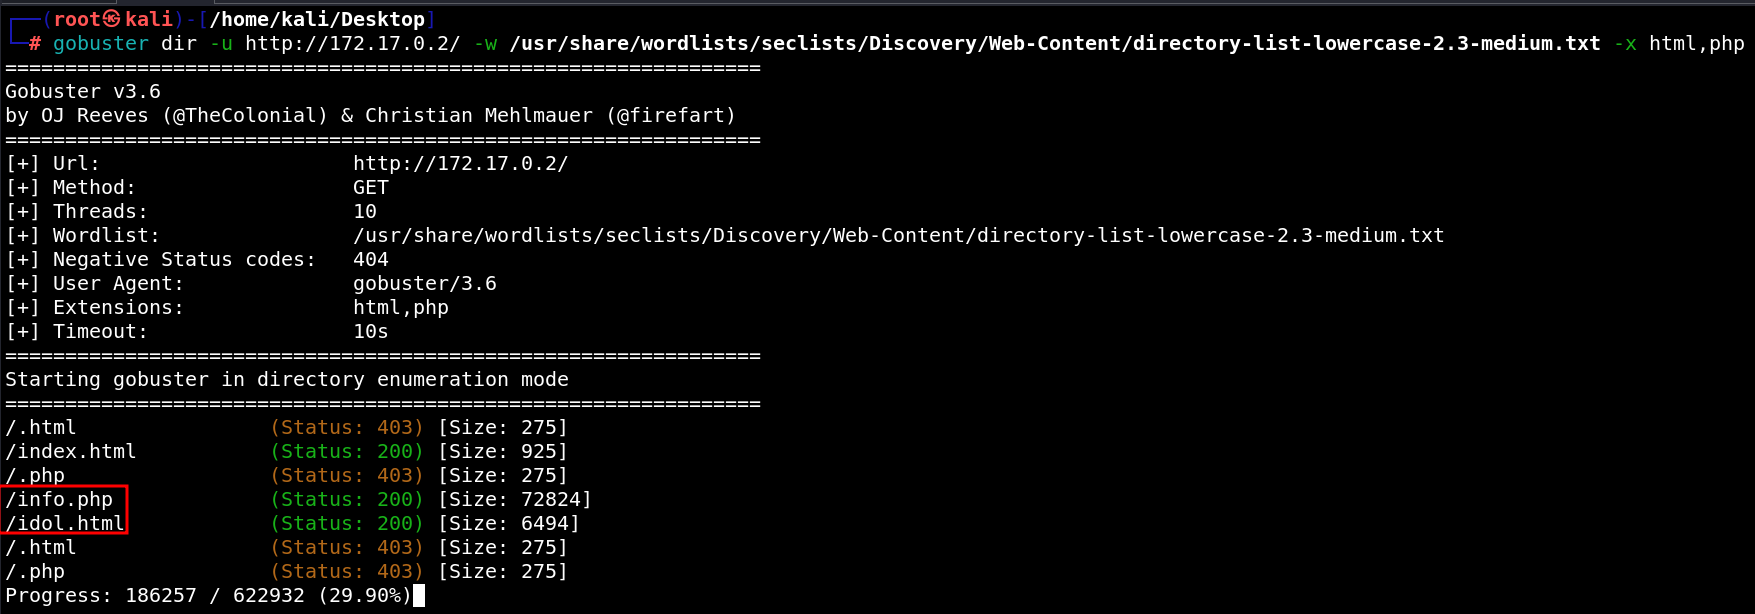 ┌──(root㉿kali)-[/home/kali/Desktop]
└─# gobuster dir -u http://172.17.0.2/ -w /usr/share/wordlists/seclists/Discovery/Web-Content/directory-list-lowercase-2.3-medium.txt -x html,php
===============================================================
Gobuster v3.6
by OJ Reeves (@TheColonial) & Christian Mehlmauer (@firefart)
===============================================================
[+] Url:                     http://172.17.0.2/
[+] Method:                  GET
[+] Threads:                 10
[+] Wordlist:                /usr/share/wordlists/seclists/Discovery/Web-Content/directory-list-lowercase-2.3-medium.txt
[+] Negative Status codes:   404
[+] User Agent:              gobuster/3.6
[+] Extensions:              html,php
[+] Timeout:                 10s
===============================================================
Starting gobuster in directory enumeration mode
===============================================================
/.html                (Status: 403) [Size: 275]
/index.html           (Status: 200) [Size: 925]
/.php                 (Status: 403) [Size: 275]
/info.php             (Status: 200) [Size: 72824]
/idol.html            (Status: 200) [Size: 6494]
/.html                (Status: 403) [Size: 275]
/.php                 (Status: 403) [Size: 275]
Progress: 186257 / 622932 (29.90%)